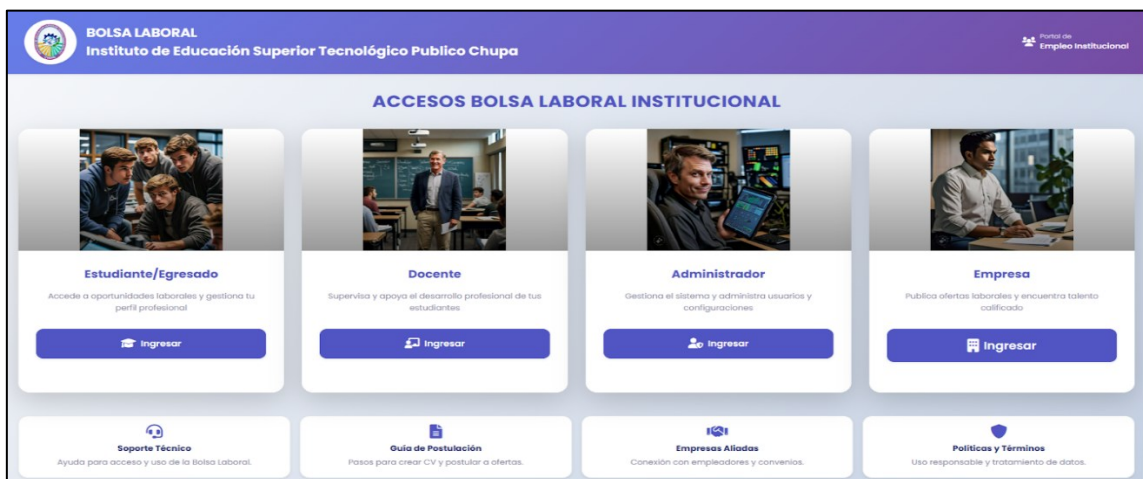 BOLSA LABORAL
Instituto de Educación Superior Tecnológico Publico Chupa
Portal de
Empleo Institucional
ACCESOS BOLSA LABORAL INSTITUCIONAL
Estudiante/Egresado
Accede a oportunidades laborales y gestiona tu
perfil profesional
Ingresar
Docente
Supervisa y apoya el desarrollo profesional de tus
estudiantes
Ingresar
Administrador
Gestiona el sistema y administra usuarios y
configuraciones
Ingresar
Empresa
Publica ofertas laborales y encuentra talento
calificado
Ingresar
Soporte Técnico
Ayuda para acceso y uso de la Bolsa Laboral.
Guía de Postulación
Pasos para crear CV y postular a ofertas.
Empresas Aliadas
Conexión con empleadores y convenios.
Políticas y Términos
Uso responsable y tratamiento de datos.